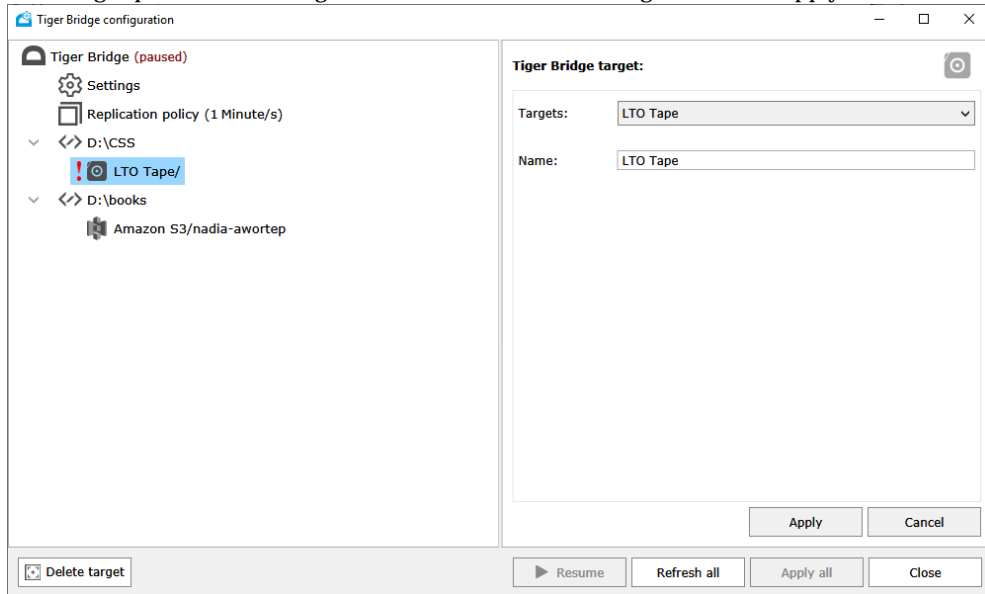 Tiger Bridge configuration
Tiger Bridge (paused)
Settings
Replication policy (1 Minute/s)
D:\CSS
LTO Tape/
D:\books
Amazon S3/nadia-awortep
Tiger Bridge target:
Targets: LTO Tape
Name: LTO Tape
Apply Cancel
Delete target Resume Refresh all Apply all Close